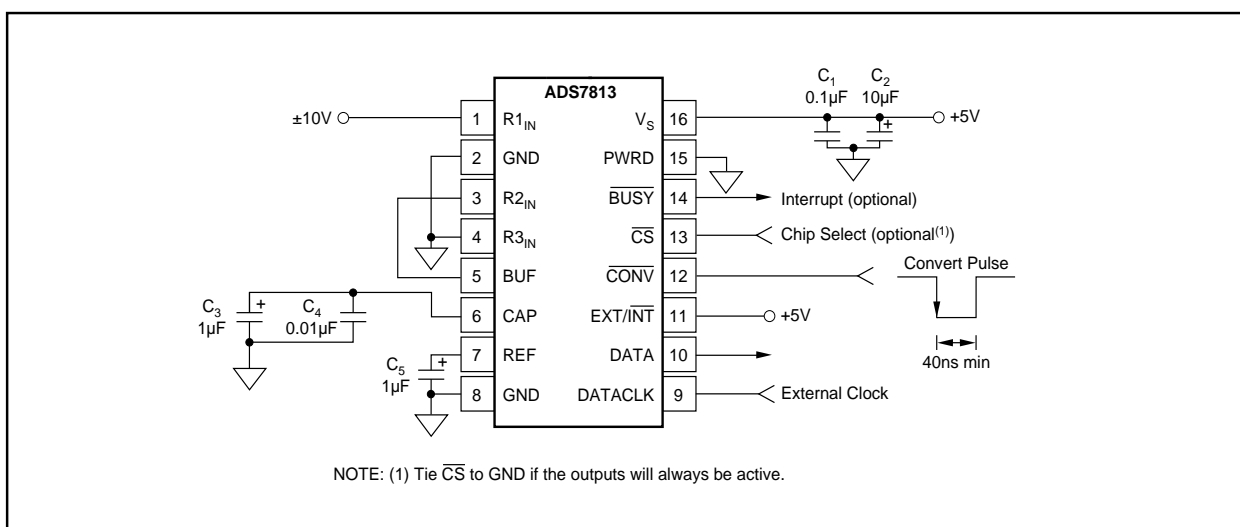 ADS7813
±10V
1 R1IN
2 GND
3 R2IN
4 R3IN
5 BUF
6 CAP
7 REF
8 GND
VS 16
PWRD 15
BUSY 14
CS 13
CONV 12
EXT/INT 11
DATA 10
DATACLK 9
C1
0.1µF
C2
10µF
+
+5V
Interrupt (optional)
Chip Select (optional(1))
Convert Pulse
40ns min
+5V
External Clock
C3
1µF
+
C4
0.01µF
C5
1µF
+
NOTE: (1) Tie CS to GND if the outputs will always be active.